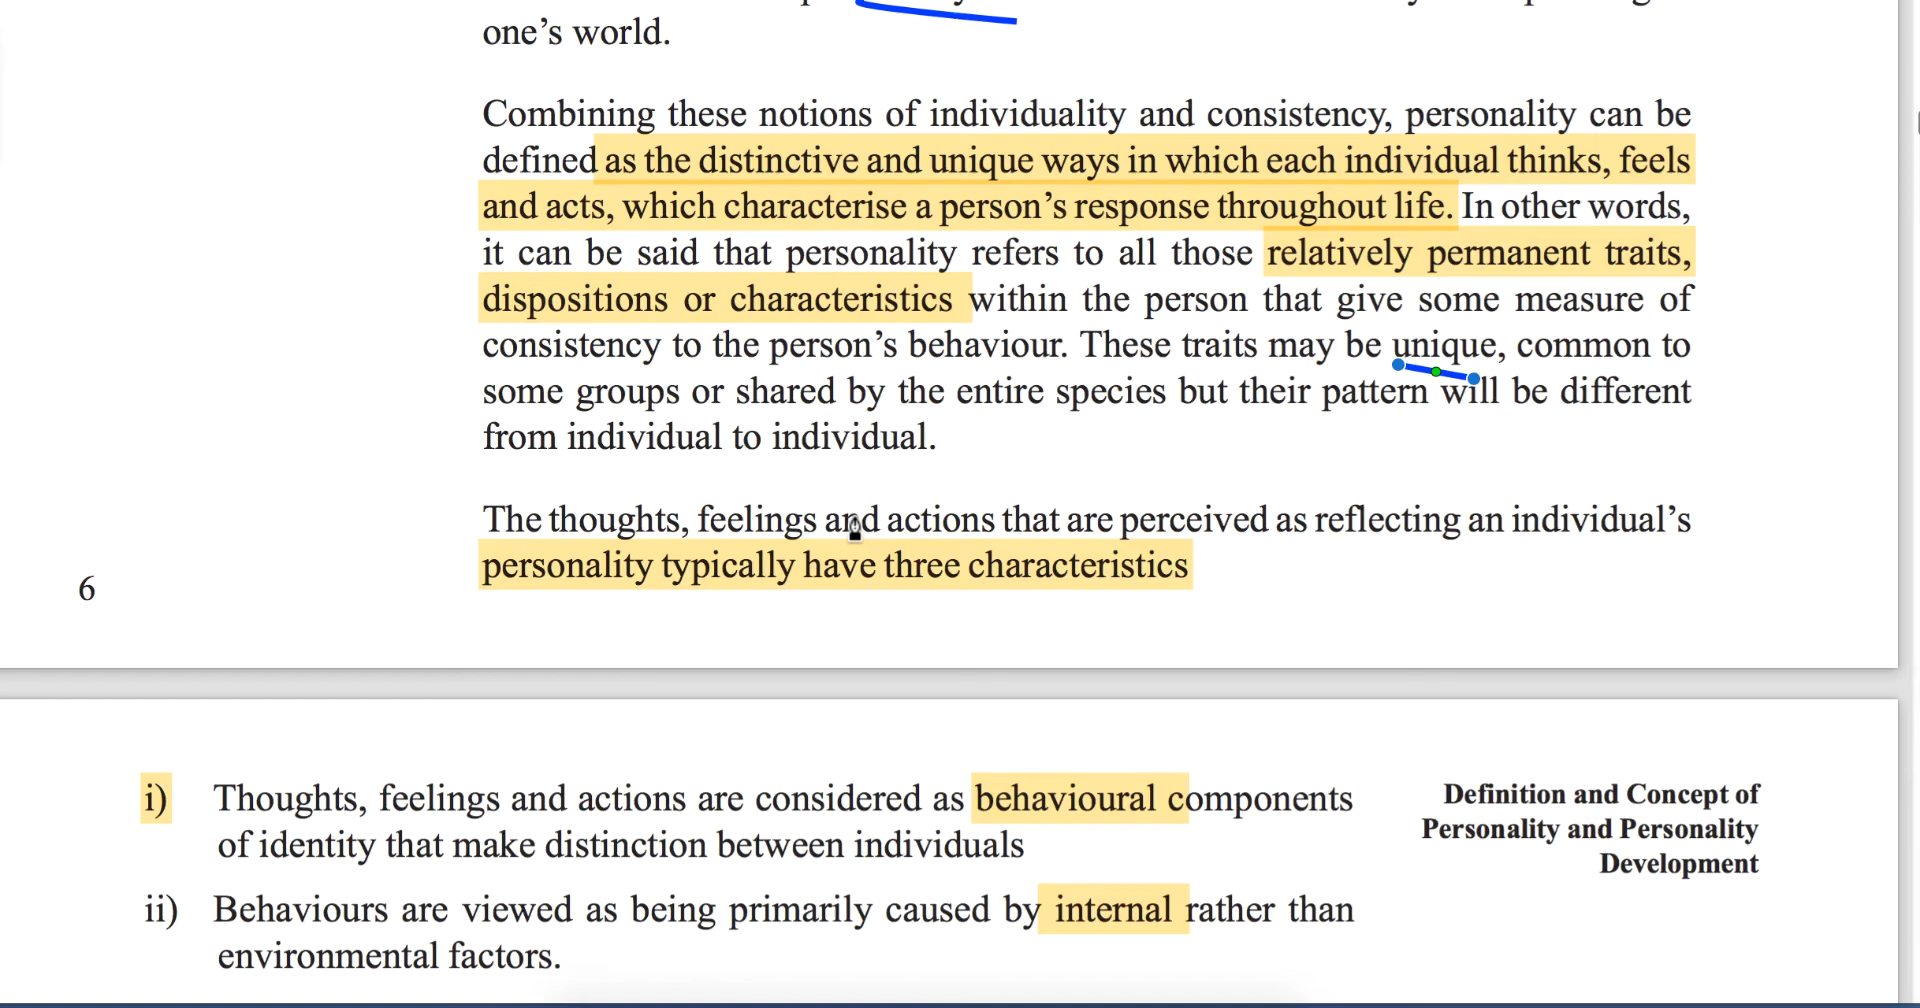 one’s world.
Combining these notions of individuality and consistency, personality can be
defined as the distinctive and unique ways in which each individual thinks, feels
and acts, which characterise a person’s response throughout life. In other words,
it can be said that personality refers to all those relatively permanent traits,
dispositions or characteristics within the person that give some measure of
consistency to the person’s behaviour. These traits may be unique, common to
some groups or shared by the entire species but their pattern will be different
from individual to individual.
The thoughts, feelings and actions that are perceived as reflecting an individual’s
personality typically have three characteristics
6
i) Thoughts, feelings and actions are considered as behavioural components
of identity that make distinction between individuals
ii) Behaviours are viewed as being primarily caused by internal rather than
environmental factors.
Definition and Concept of
Personality and Personality
Development